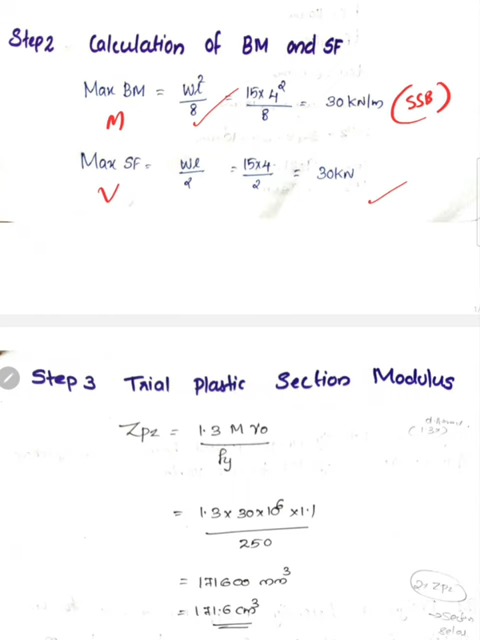 Step2 Calculation of BM and SF
Max BM = wl²/8 = 15×4²/8 = 30 kN/m (SSB)
M
Max SF = wl/2 = 15×4/2 = 30kN
V
Step 3 Trial Plastic Section Modulus
Zpz = 1.3 M γo / fy
= 1.3×30×10⁶×1.1 / 250
= 171600 mm³
= 171.6 cm³